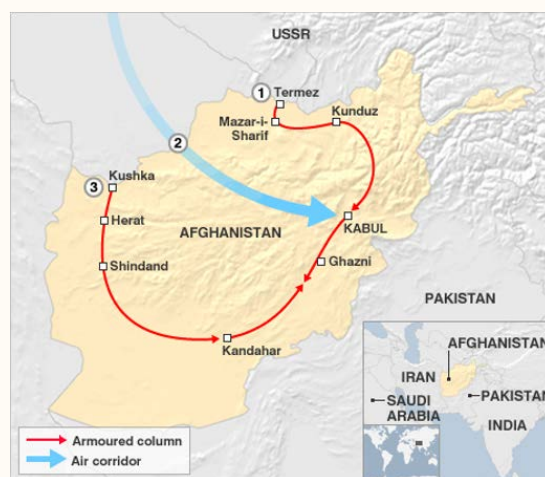 USSR
1
Termez
Mazar-i-
Sharif
Kunduz
2
3
Kushka
Herat
AFGHANISTAN
KABUL
Shindand
Ghazni
PAKISTAN
Kandahar
AFGHANISTAN
IRAN
PAKISTAN
SAUDI
ARABIA
INDIA
Armoured column
Air corridor